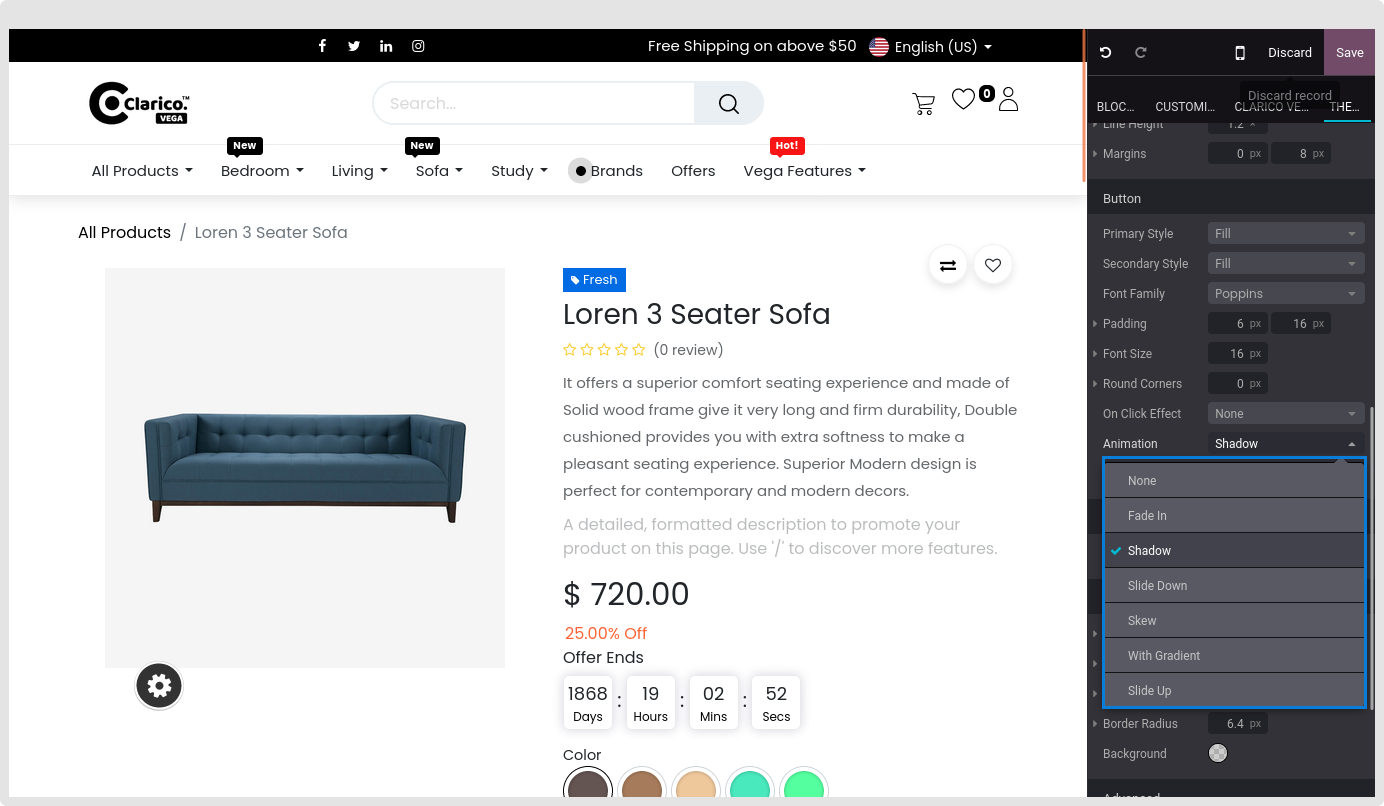 Free Shipping on above $50 English (US)
Discard Save
Discard record
BLOC... CUSTOMI... CLARICO VE... THE...
Clarico.™
VEGA
Search...
0
Line Height 1.2 ×
Margins 0 px 8 px
New New Hot!
All Products Bedroom Living Sofa Study Brands Offers Vega Features
All Products / Loren 3 Seater Sofa
Fresh
Loren 3 Seater Sofa
(0 review)
It offers a superior comfort seating experience and made of
Solid wood frame give it very long and firm durability, Double
cushioned provides you with extra softness to make a
pleasant seating experience. Superior Modern design is
perfect for contemporary and modern decors.
A detailed, formatted description to promote your
product on this page. Use '/' to discover more features.
$ 720.00
25.00% Off
Offer Ends
1868 : 19 : 02 : 52
Days Hours Mins Secs
Color
Button
Primary Style Fill
Secondary Style Fill
Font Family Poppins
Padding 6 px 16 px
Font Size 16 px
Round Corners 0 px
On Click Effect None
Animation Shadow
None
Fade In
Shadow
Slide Down
Skew
With Gradient
Slide Up
Border Radius 6.4 px
Background
Advanced